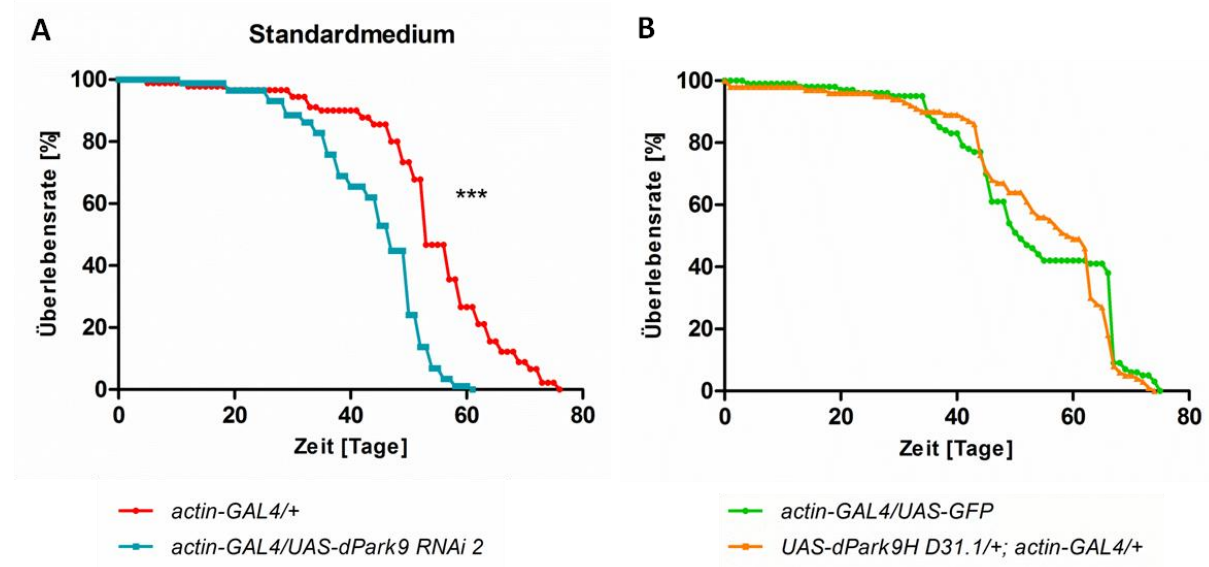 A
Standardmedium
Überlebensrate [%]
100
80
60
40
20
0
***
0 20 40 60 80
Zeit [Tage]
actin-GAL4/+
actin-GAL4/UAS-dPark9 RNAi 2
B
Überlebensrate [%]
100
80
60
40
20
0
0 20 40 60 80
Zeit [Tage]
actin-GAL4/UAS-GFP
UAS-dPark9H D31.1/+; actin-GAL4/+